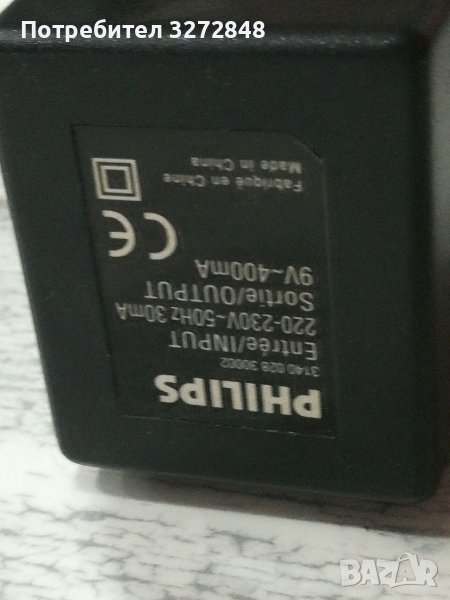 Потребител 3272848
PHILIPS
3140 028 30002
Entrée/INPUT
220-230V~50Hz 30mA
Sortie/OUTPUT
9V~400mA
CE
Fabriqué en Chine
Made in China
BAZAR